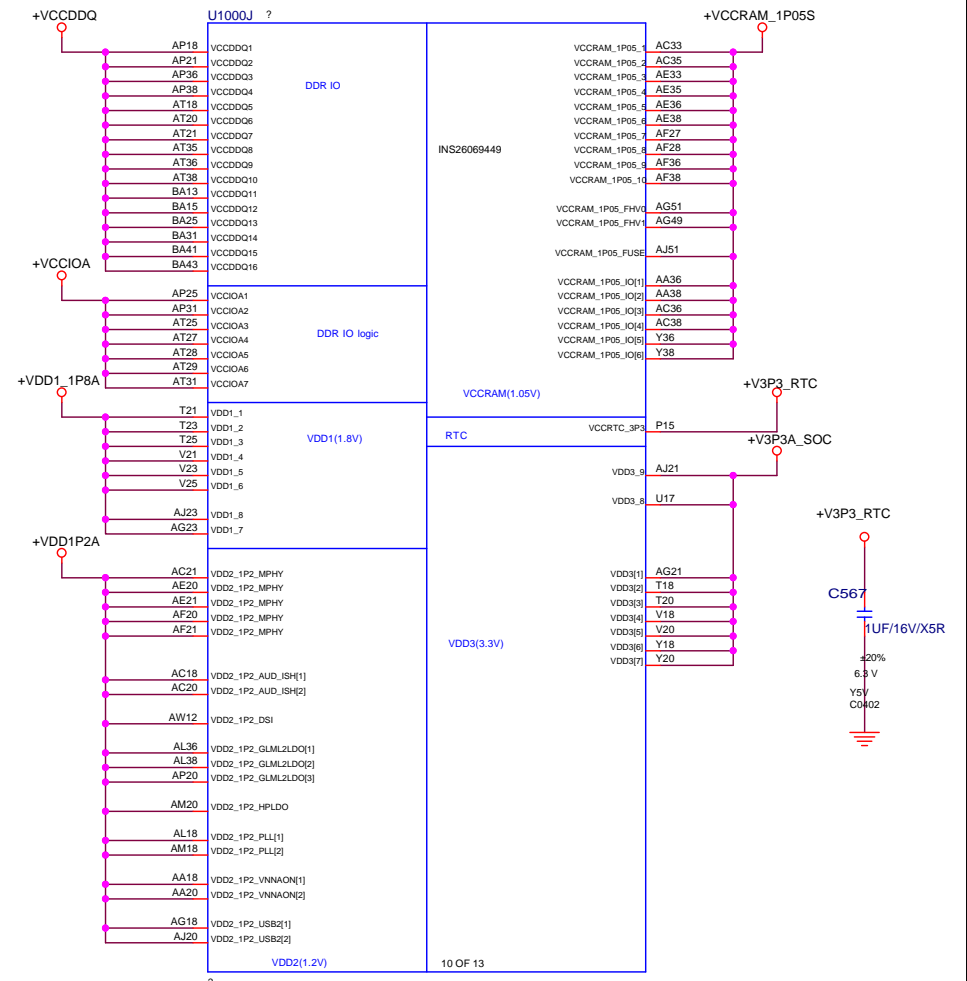 +VCCDDQ
U1000J ?
+VCCRAM_1P05S
AP18 VCCDDQ1
AP21 VCCDDQ2
AP36 VCCDDQ3
AP38 VCCDDQ4
AT18 VCCDDQ5
AT20 VCCDDQ6
AT21 VCCDDQ7
AT35 VCCDDQ8
AT36 VCCDDQ9
AT38 VCCDDQ10
BA13 VCCDDQ11
BA15 VCCDDQ12
BA25 VCCDDQ13
BA31 VCCDDQ14
BA41 VCCDDQ15
BA43 VCCDDQ16
DDR IO
+VCCIOA
AP25 VCCIOA1
AP31 VCCIOA2
AT25 VCCIOA3
AT27 VCCIOA4
AT28 VCCIOA5
AT29 VCCIOA6
AT31 VCCIOA7
DDR IO logic
+VDD1_1P8A
T21 VDD1_1
T23 VDD1_2
T25 VDD1_3
V21 VDD1_4
V23 VDD1_5
V25 VDD1_6
AJ23 VDD1_8
AG23 VDD1_7
VDD1(1.8V)
+VDD1P2A
AC21 VDD2_1P2_MPHY
AE20 VDD2_1P2_MPHY
AE21 VDD2_1P2_MPHY
AF20 VDD2_1P2_MPHY
AF21 VDD2_1P2_MPHY
AC18 VDD2_1P2_AUD_ISH[1]
AC20 VDD2_1P2_AUD_ISH[2]
AW12 VDD2_1P2_DSI
AL36 VDD2_1P2_GLML2LDO[1]
AL38 VDD2_1P2_GLML2LDO[2]
AP20 VDD2_1P2_GLML2LDO[3]
AM20 VDD2_1P2_HPLDO
AL18 VDD2_1P2_PLL[1]
AM18 VDD2_1P2_PLL[2]
AA18 VDD2_1P2_VNNAON[1]
AA20 VDD2_1P2_VNNAON[2]
AG18 VDD2_1P2_USB2[1]
AJ20 VDD2_1P2_USB2[2]
VDD2(1.2V)
INS26069449
VCCRAM_1P05_1 AC33
VCCRAM_1P05_2 AC35
VCCRAM_1P05_3 AE33
VCCRAM_1P05_4 AE35
VCCRAM_1P05_5 AE36
VCCRAM_1P05_6 AE38
VCCRAM_1P05_7 AF27
VCCRAM_1P05_8 AF28
VCCRAM_1P05_9 AF36
VCCRAM_1P05_10 AF38
VCCRAM_1P05_FHV0 AG51
VCCRAM_1P05_FHV1 AG49
VCCRAM_1P05_FUSE AJ51
VCCRAM_1P05_IO[1] AA36
VCCRAM_1P05_IO[2] AA38
VCCRAM_1P05_IO[3] AC36
VCCRAM_1P05_IO[4] AC38
VCCRAM_1P05_IO[5] Y36
VCCRAM_1P05_IO[6] Y38
VCCRAM(1.05V)
+V3P3_RTC
RTC
VCCRTC_3P3 P15
+V3P3A_SOC
VDD3_9 AJ21
VDD3_8 U17
VDD3[1] AG21
VDD3[2] T18
VDD3[3] T20
VDD3[4] V18
VDD3[5] V20
VDD3[6] Y18
VDD3[7] Y20
VDD3(3.3V)
10 OF 13
+V3P3_RTC
C567
1UF/16V/X5R
±20%
6.3 V
Y5V
C0402